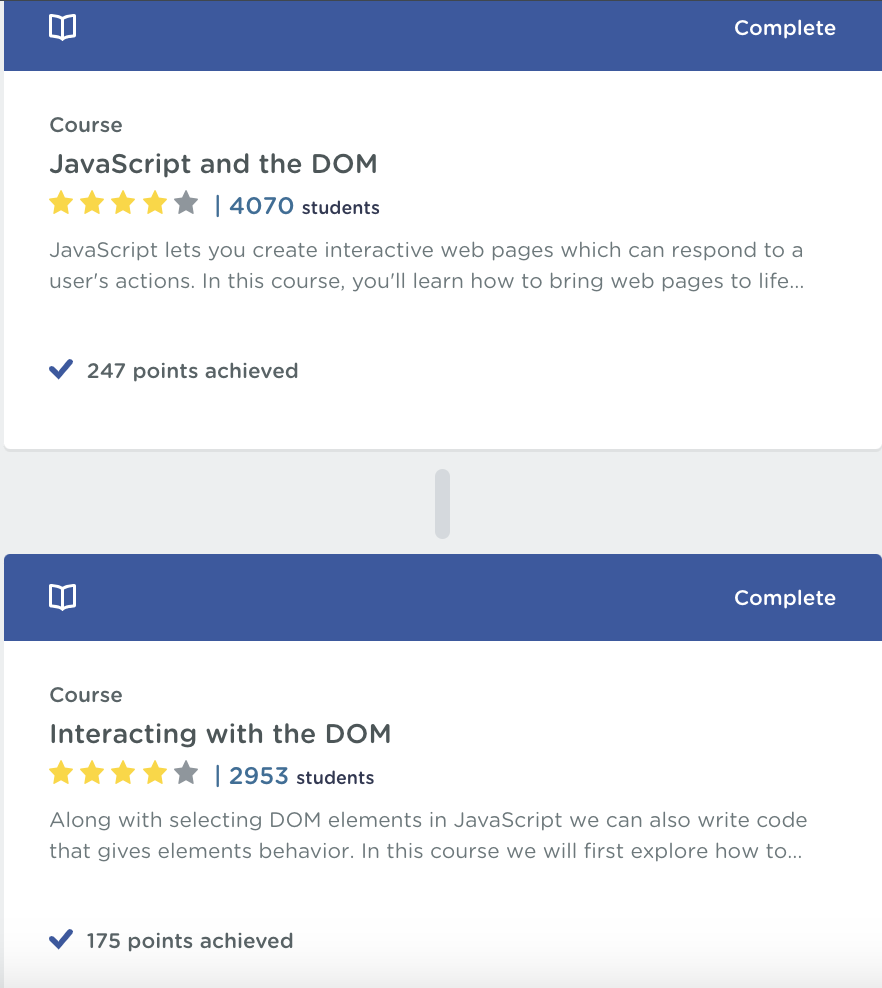 Complete
Course
JavaScript and the DOM
| 4070 students
JavaScript lets you create interactive web pages which can respond to a
user's actions. In this course, you'll learn how to bring web pages to life...
247 points achieved
Complete
Course
Interacting with the DOM
| 2953 students
Along with selecting DOM elements in JavaScript we can also write code
that gives elements behavior. In this course we will first explore how to...
175 points achieved